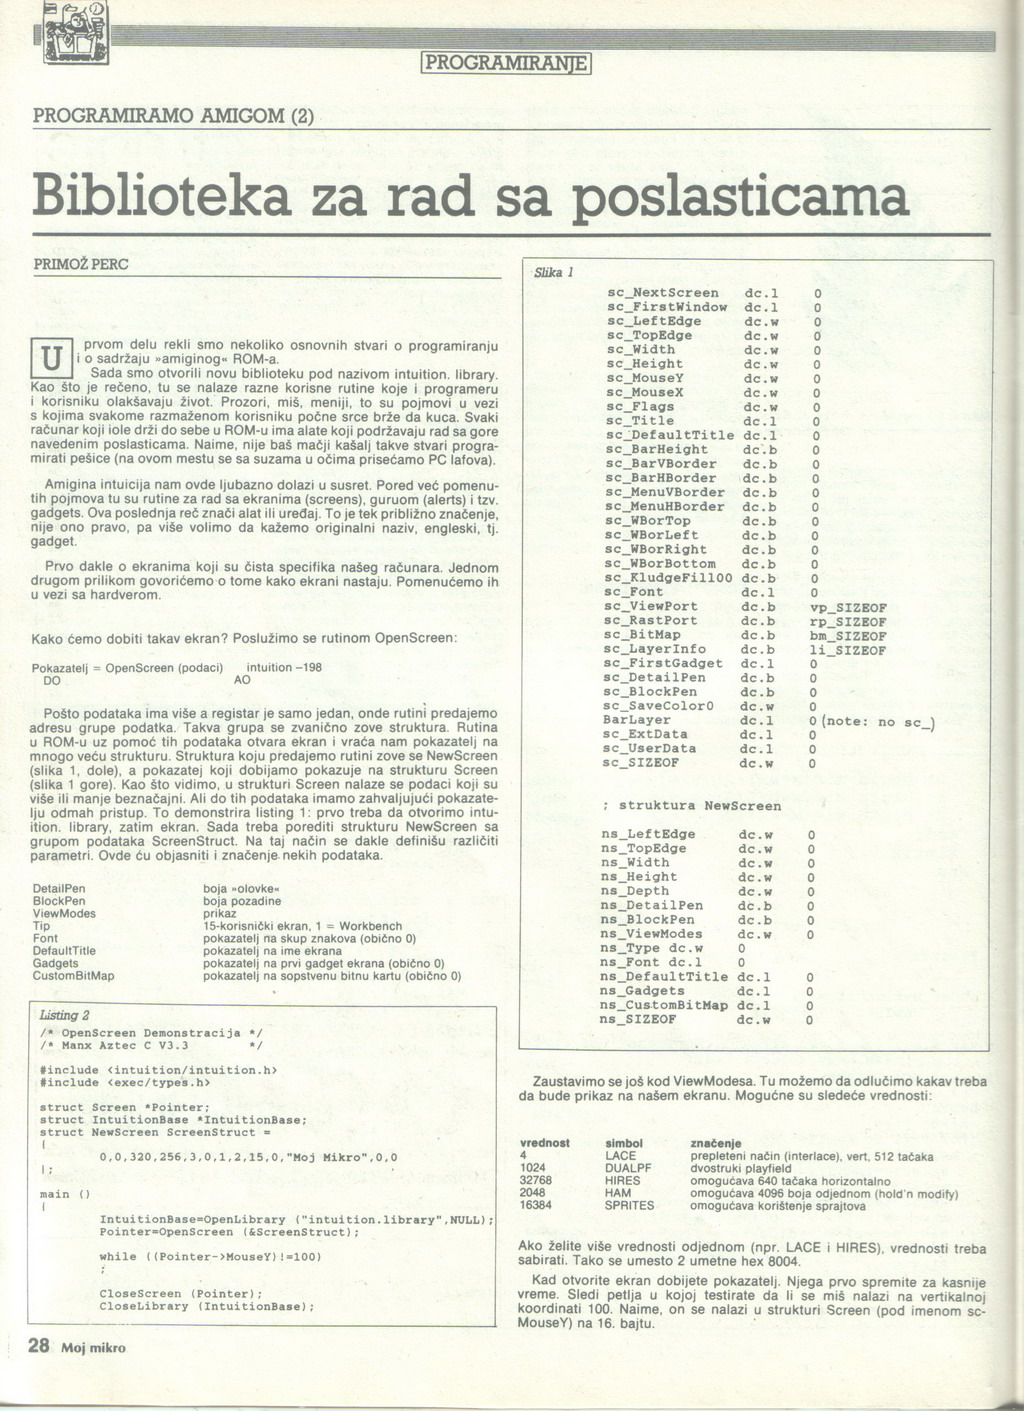 PROGRAMIRANJE
PROGRAMIRAMO AMIGOM (2)
Biblioteka za rad sa poslasticama
PRIMOŽ PERC
U prvom delu rekli smo nekoliko osnovnih stvari o programiranju
i o sadržaju »amiginog« ROM-a.
Sada smo otvorili novu biblioteku pod nazivom intuition. library.
Kao što je rečeno, tu se nalaze razne korisne rutine koje i programeru
i korisniku olakšavaju život. Prozori, miš, meniji, to su pojmovi u vezi
s kojima svakome razmaženom korisniku počne srce brže da kuca. Svaki
računar koji iole drži do sebe u ROM-u ima alate koji podržavaju rad sa gore
navedenim poslasticama. Naime, nije baš mačji kašalj takve stvari progra-
mirati pešice (na ovom mestu se sa suzama u očima prisećamo PC lafova).
Amigina intuicija nam ovde ljubazno dolazi u susret. Pored već pomenu-
tih pojmova tu su rutine za rad sa ekranima (screens), guruom (alerts) i tzv.
gadgets. Ova poslednja reč znači alat ili uređaj. To je tek približno značenje,
nije ono pravo, pa više volimo da kažemo originalni naziv, engleski, tj.
gadget.
Prvo dakle o ekranima koji su čista specifika našeg računara. Jednom
drugom prilikom govorićemo o tome kako ekrani nastaju. Pomenućemo ih
u vezi sa hardverom.
Kako ćemo dobiti takav ekran? Poslužimo se rutinom OpenScreen:
Pokazatelj = OpenScreen (podaci) intuition –198
DO AO
Pošto podataka ima više a registar je samo jedan, onde rutini predajemo
adresu grupe podatka. Takva grupa se zvanično zove struktura. Rutina
u ROM-u uz pomoć tih podataka otvara ekran i vraća nam pokazatelj na
mnogo veću strukturu. Struktura koju predajemo rutini zove se NewScreen
(slika 1, dole), a pokazatej koji dobijamo pokazuje na strukturu Screen
(slika 1 gore). Kao što vidimo, u strukturi Screen nalaze se podaci koji su
više ili manje beznačajni. Ali do tih podataka imamo zahvaljujući pokazate-
lju odmah pristup. To demonstrira listing 1: prvo treba da otvorimo intu-
ition. library, zatim ekran. Sada treba porediti strukturu NewScreen sa
grupom podataka ScreenStruct. Na taj način se dakle definišu različiti
parametri. Ovde ću objasniti i značenje nekih podataka.
DetailPen boja »olovke«
BlockPen boja pozadine
ViewModes prikaz
Tip 15-korisnički ekran, 1 = Workbench
Font pokazatelj na skup znakova (obično 0)
DefaultTitle pokazatelj na ime ekrana
Gadgets pokazatelj na prvi gadget ekrana (obično 0)
CustomBitMap pokazatelj na sopstvenu bitnu kartu (obično 0)
Listing 2
/* OpenScreen Demonstracija */
/* Manx Aztec C V3.3 */
#include <intuition/intuition.h>
#include <exec/types.h>
struct Screen *Pointer;
struct IntuitionBase *IntuitionBase;
struct NewScreen ScreenStruct =
{
0,0,320,256,3,0,1,2,15,0,"Moj Mikro",0,0
};
main ()
{
IntuitionBase=OpenLibrary ("intuition.library",NULL);
Pointer=OpenScreen (&ScreenStruct);
while ((Pointer->MouseY)!=100)
;
CloseScreen (Pointer);
CloseLibrary (IntuitionBase);
28 Moj mikro
Slika 1
sc_NextScreen dc.l 0
sc_FirstWindow dc.l 0
sc_LeftEdge dc.w 0
sc_TopEdge dc.w 0
sc_Width dc.w 0
sc_Height dc.w 0
sc_MouseY dc.w 0
sc_MouseX dc.w 0
sc_Flags dc.w 0
sc_Title dc.l 0
sc_DefaultTitle dc.l 0
sc_BarHeight dc.b 0
sc_BarVBorder dc.b 0
sc_BarHBorder dc.b 0
sc_MenuVBorder dc.b 0
sc_MenuHBorder dc.b 0
sc_WBorTop dc.b 0
sc_WBorLeft dc.b 0
sc_WBorRight dc.b 0
sc_WBorBottom dc.b 0
sc_KludgeFill00 dc.b 0
sc_Font dc.l 0
sc_ViewPort dc.b vp_SIZEOF
sc_RastPort dc.b rp_SIZEOF
sc_BitMap dc.b bm_SIZEOF
sc_LayerInfo dc.b li_SIZEOF
sc_FirstGadget dc.l 0
sc_DetailPen dc.b 0
sc_BlockPen dc.b 0
sc_SaveColor0 dc.w 0
BarLayer dc.l 0 (note: no sc_)
sc_ExtData dc.l 0
sc_UserData dc.l 0
sc_SIZEOF dc.w 0
; struktura NewScreen
ns_LeftEdge dc.w 0
ns_TopEdge dc.w 0
ns_Width dc.w 0
ns_Height dc.w 0
ns_Depth dc.w 0
ns_DetailPen dc.b 0
ns_BlockPen dc.b 0
ns_ViewModes dc.w 0
ns_Type dc.w 0
ns_Font dc.l 0
ns_DefaultTitle dc.l 0
ns_Gadgets dc.l 0
ns_CustomBitMap dc.l 0
ns_SIZEOF dc.w 0
Zaustavimo se još kod ViewModesa. Tu možemo da odlučimo kakav treba
da bude prikaz na našem ekranu. Mogućne su sledeće vrednosti:
vrednost simbol značenje
4 LACE prepleteni način (interlace), vert. 512 tačaka
1024 DUALPF dvostruki playfield
32768 HIRES omogućava 640 tačaka horizontalno
2048 HAM omogućava 4096 boja odjednom (hold'n modify)
16384 SPRITES omogućava korištenje sprajtova
Ako želite više vrednosti odjednom (npr. LACE i HIRES), vrednosti treba
sabirati. Tako se umesto 2 umetne hex 8004.
Kad otvorite ekran dobijete pokazatelj. Njega prvo spremite za kasnije
vreme. Sledi petlja u kojoj testirate da li se miš nalazi na vertikalnoj
koordinati 100. Naime, on se nalazi u strukturi Screen (pod imenom sc-
MouseY) na 16. bajtu.